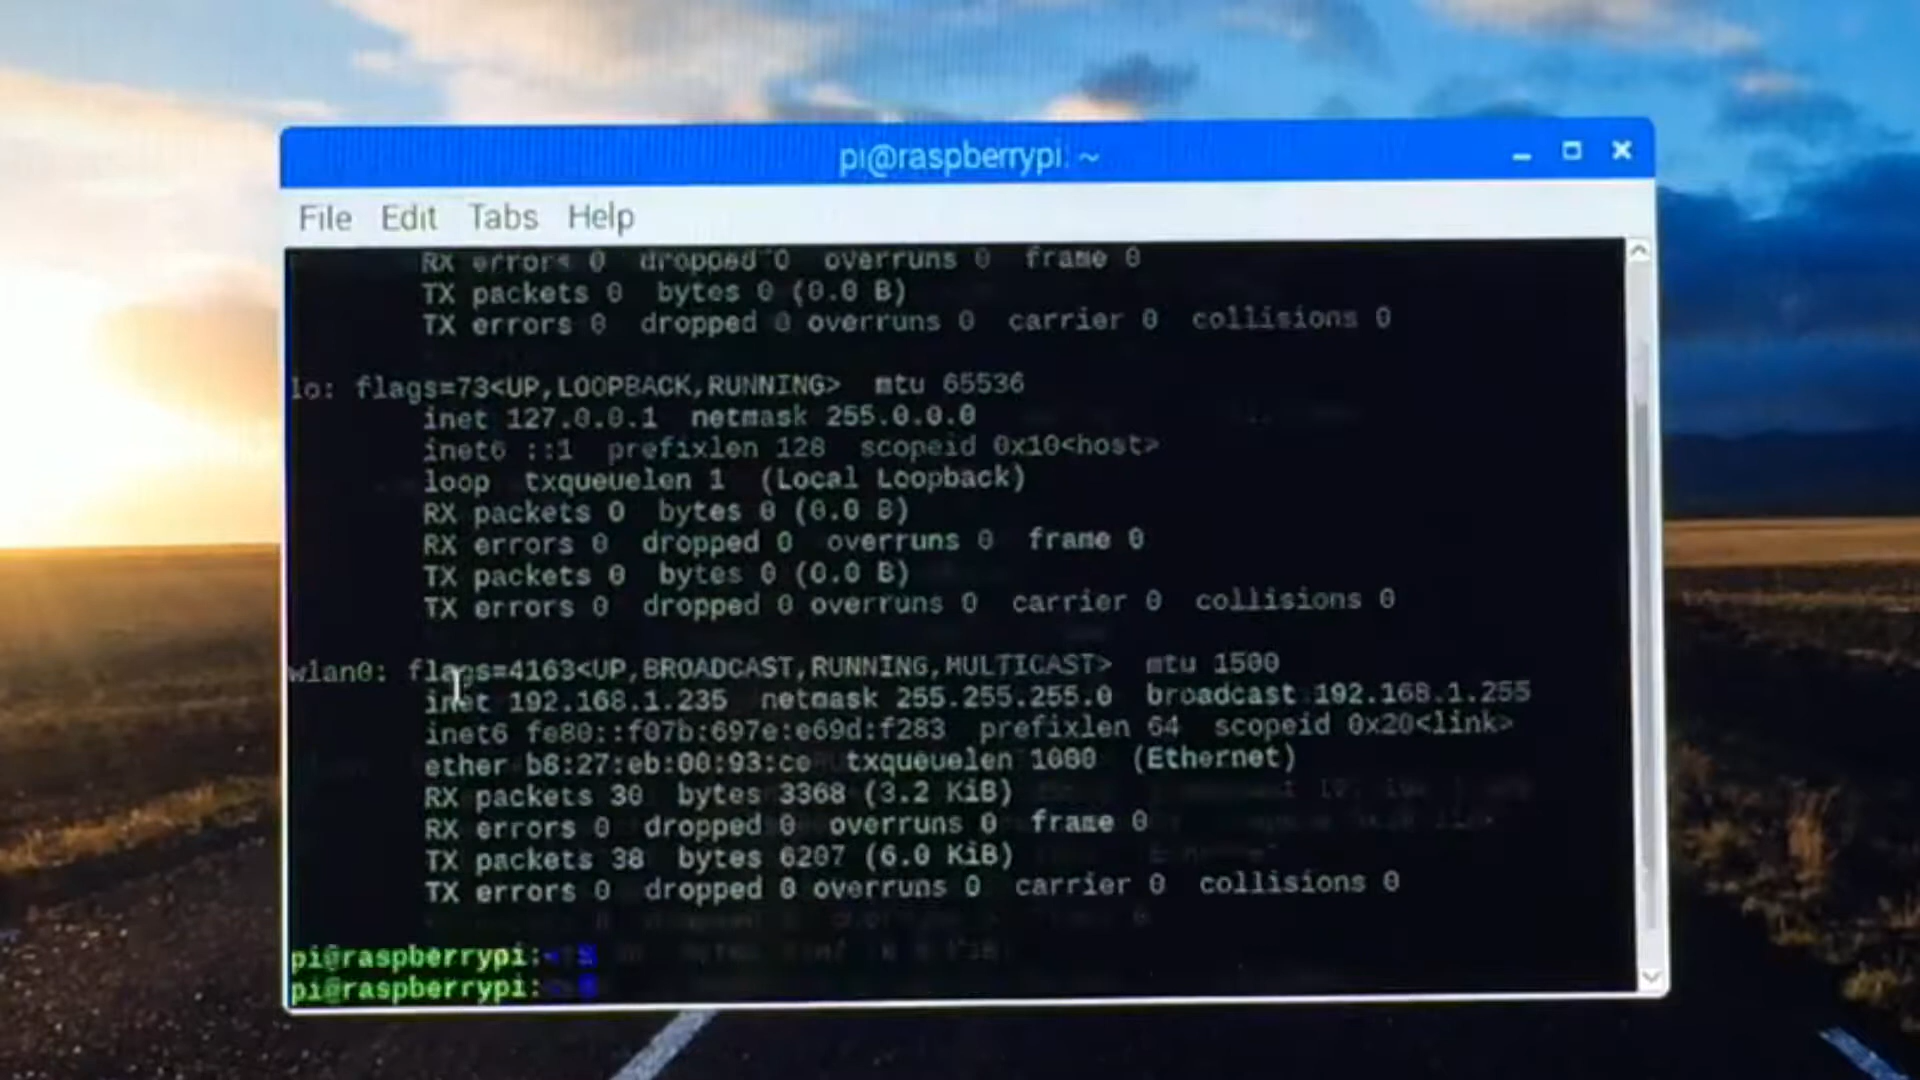 pi@raspberrypi: ~
File Edit Tabs Help
RX errors 0 dropped 0 overruns 0 frame 0
TX packets 0 bytes 0 (0.0 B)
TX errors 0 dropped 0 overruns 0 carrier 0 collisions 0
lo: flags=73<UP,LOOPBACK,RUNNING> mtu 65536
inet 127.0.0.1 netmask 255.0.0.0
inet6 ::1 prefixlen 128 scopeid 0x10<host>
loop txqueuelen 1 (Local Loopback)
RX packets 0 bytes 0 (0.0 B)
RX errors 0 dropped 0 overruns 0 frame 0
TX packets 0 bytes 0 (0.0 B)
TX errors 0 dropped 0 overruns 0 carrier 0 collisions 0
wlan0: flags=4163<UP,BROADCAST,RUNNING,MULTICAST> mtu 1500
inet 192.168.1.235 netmask 255.255.255.0 broadcast 192.168.1.255
inet6 fe80::f07b:697e:e69d:f283 prefixlen 64 scopeid 0x20<link>
ether b8:27:eb:00:93:ce txqueuelen 1000 (Ethernet)
RX packets 30 bytes 3368 (3.2 KiB)
RX errors 0 dropped 0 overruns 0 frame 0
TX packets 38 bytes 6207 (6.0 KiB)
TX errors 0 dropped 0 overruns 0 carrier 0 collisions 0
pi@raspberrypi:~ $
pi@raspberrypi:~